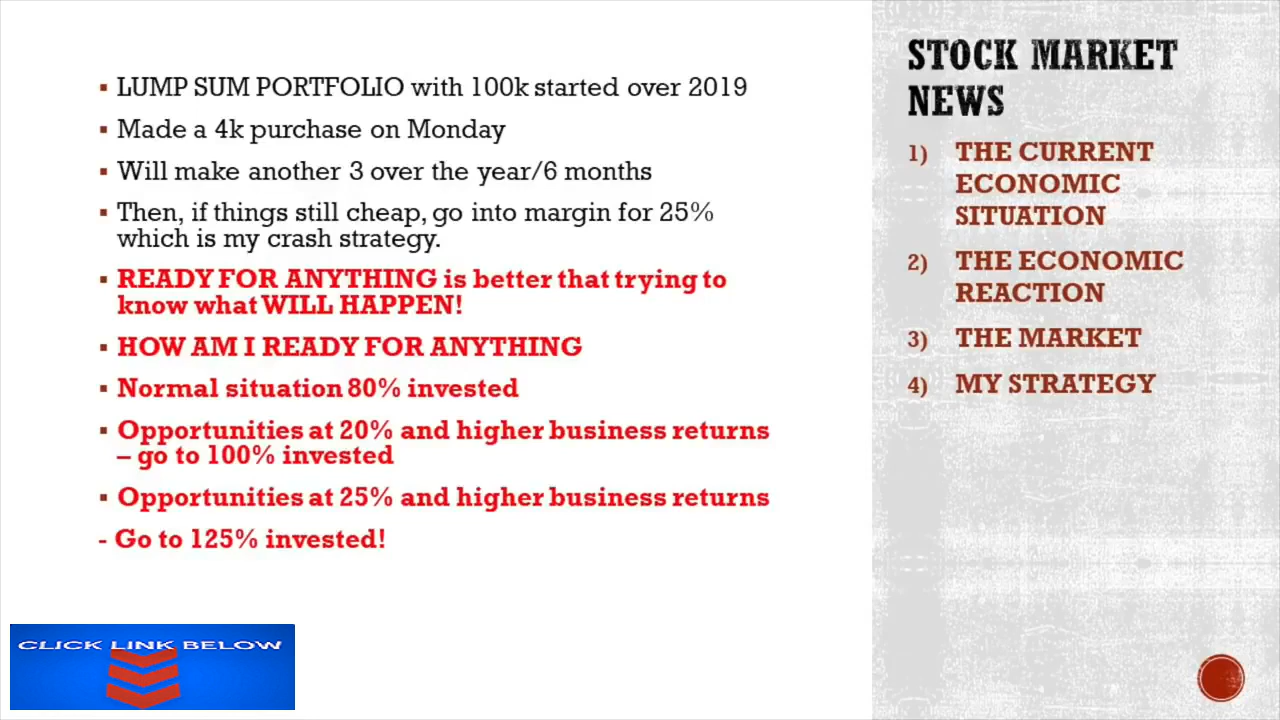 LUMP SUM PORTFOLIO with 100k started over 2019
Made a 4k purchase on Monday
Will make another 3 over the year/6 months
Then, if things still cheap, go into margin for 25%
which is my crash strategy.
READY FOR ANYTHING is better that trying to
know what WILL HAPPEN!
HOW AM I READY FOR ANYTHING
Normal situation 80% invested
Opportunities at 20% and higher business returns
– go to 100% invested
Opportunities at 25% and higher business returns
- Go to 125% invested!
CLICK LINK BELOW
STOCK MARKET
NEWS
1) THE CURRENT
ECONOMIC
SITUATION
2) THE ECONOMIC
REACTION
3) THE MARKET
4) MY STRATEGY